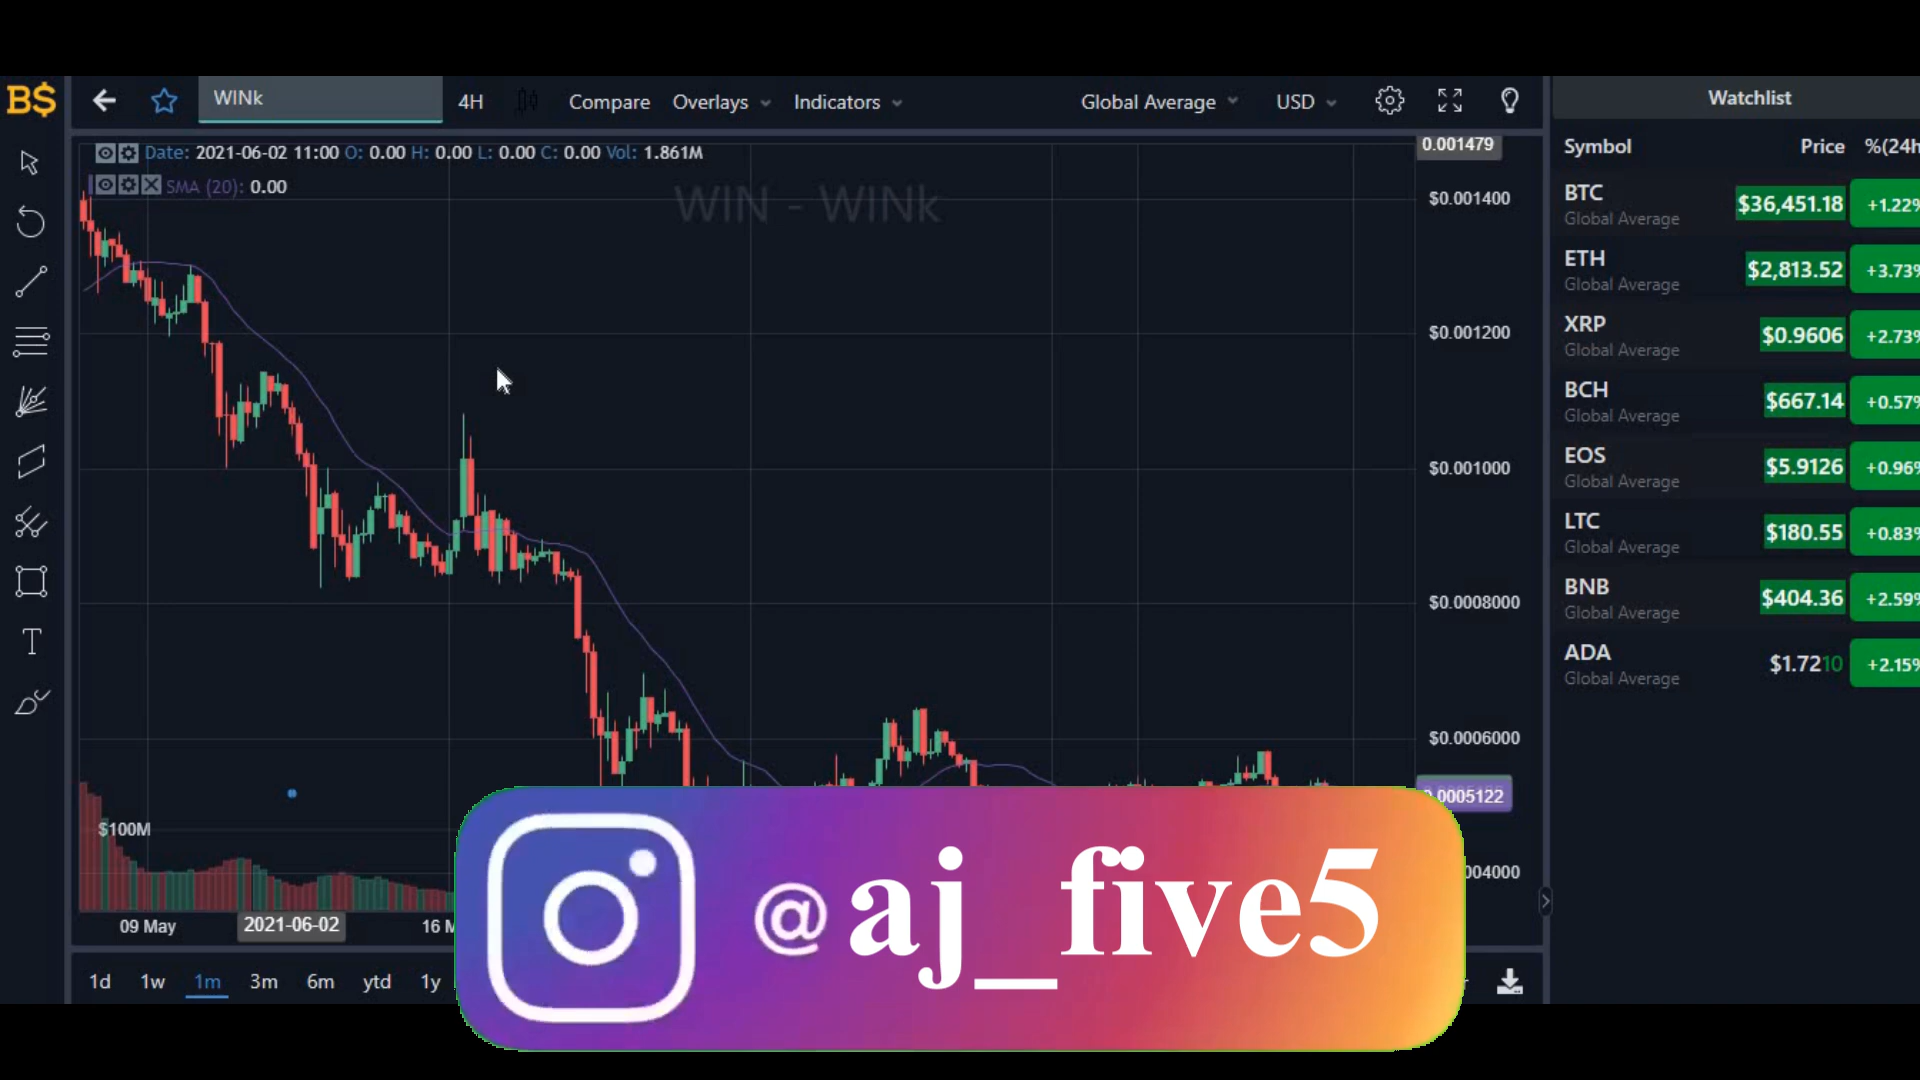 B$
WINk
4H
Compare
Overlays
Indicators
Global Average
USD
Watchlist
Date: 2021-06-02 11:00 O: 0.00 H: 0.00 L: 0.00 C: 0.00 Vol: 1.861M
SMA (20): 0.00
WIN - WINk
0.001479
$0.001400
$0.001200
$0.001000
$0.0008000
$0.0006000
0.0005122
004000
$100M
09 May
2021-06-02
16 M
1d 1w 1m 3m 6m ytd 1y
T
Symbol Price %(24h
BTC $36,451.18 +1.22%
Global Average
ETH $2,813.52 +3.73%
Global Average
XRP $0.9606 +2.73%
Global Average
BCH $667.14 +0.57%
Global Average
EOS $5.9126 +0.96%
Global Average
LTC $180.55 +0.83%
Global Average
BNB $404.36 +2.59%
Global Average
ADA $1.7210 +2.15%
Global Average
@aj_five5